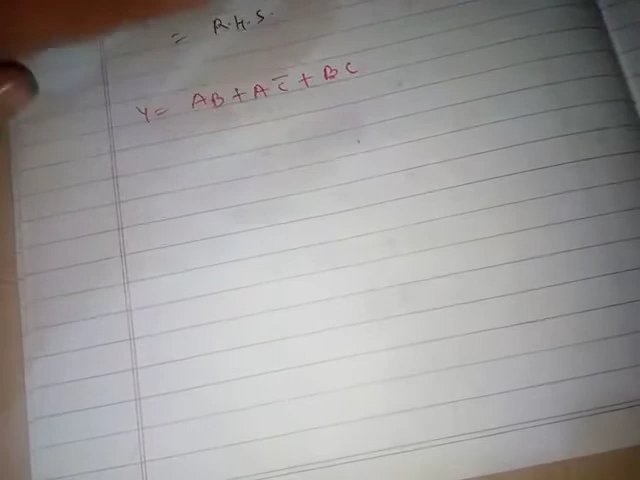 = R.H.S.
Y = AB + AC̅ + BC